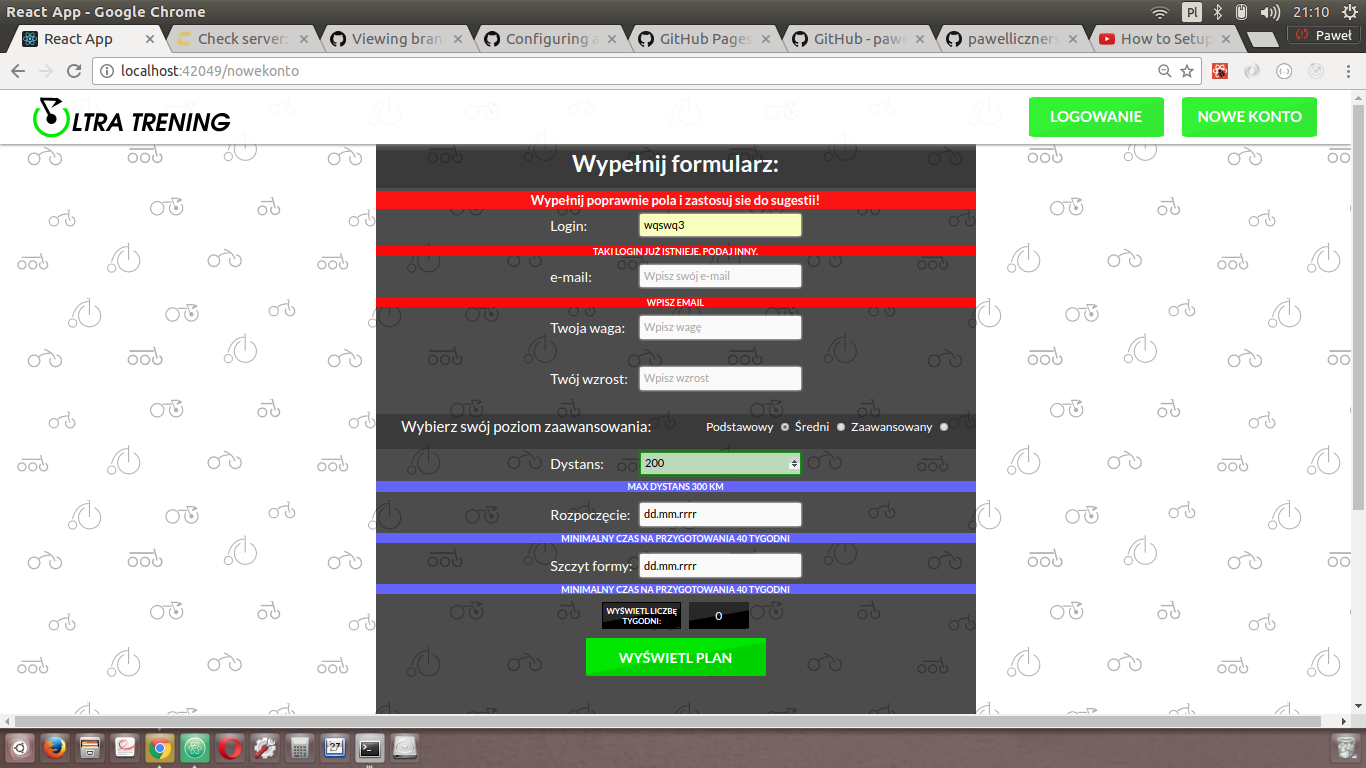 React App - Google Chrome
Pl
21:10
React App
Check server:
Viewing bran
Configuring a
GitHub Pages
GitHub - pawe
pawelliczners
How to Setup
Paweł
localhost:42049/nowekonto
LTRA TRENING
LOGOWANIE
NOWE KONTO
Wypełnij formularz:
Wypełnij poprawnie pola i zastosuj sie do sugestii!
Login:
wqswq3
TAKI LOGIN JUŻ ISTNIEJE. PODAJ INNY.
e-mail:
Wpisz swój e-mail
WPISZ EMAIL
Twoja waga:
Wpisz wagę
Twój wzrost:
Wpisz wzrost
Wybierz swój poziom zaawansowania:
Podstawowy
Średni
Zaawansowany
Dystans:
200
MAX DYSTANS 300 KM
Rozpoczęcie:
dd.mm.rrrr
MINIMALNY CZAS NA PRZYGOTOWANIA 40 TYGODNI
Szczyt formy:
dd.mm.rrrr
MINIMALNY CZAS NA PRZYGOTOWANIA 40 TYGODNI
WYŚWIETL LICZBĘ
TYGODNI:
0
WYŚWIETL PLAN
27